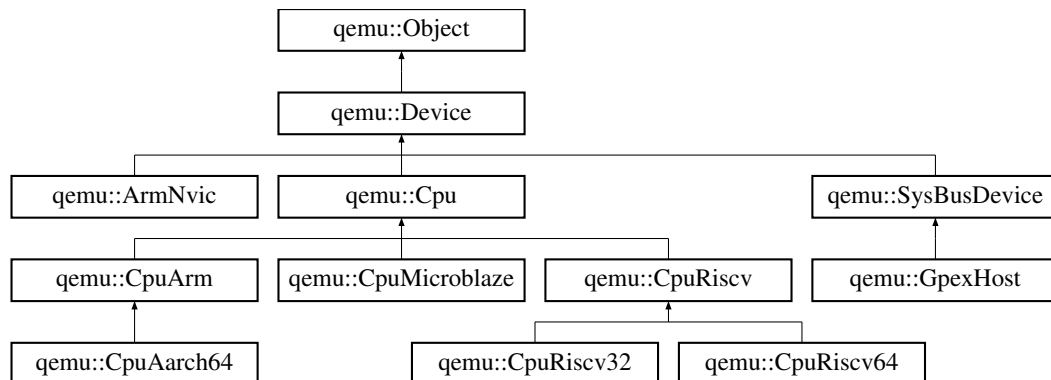 qemu::Object
qemu::Device
qemu::ArmNvic
qemu::Cpu
qemu::SysBusDevice
qemu::CpuArm
qemu::CpuMicroblaze
qemu::CpuRiscv
qemu::GpexHost
qemu::CpuAarch64
qemu::CpuRiscv32
qemu::CpuRiscv64